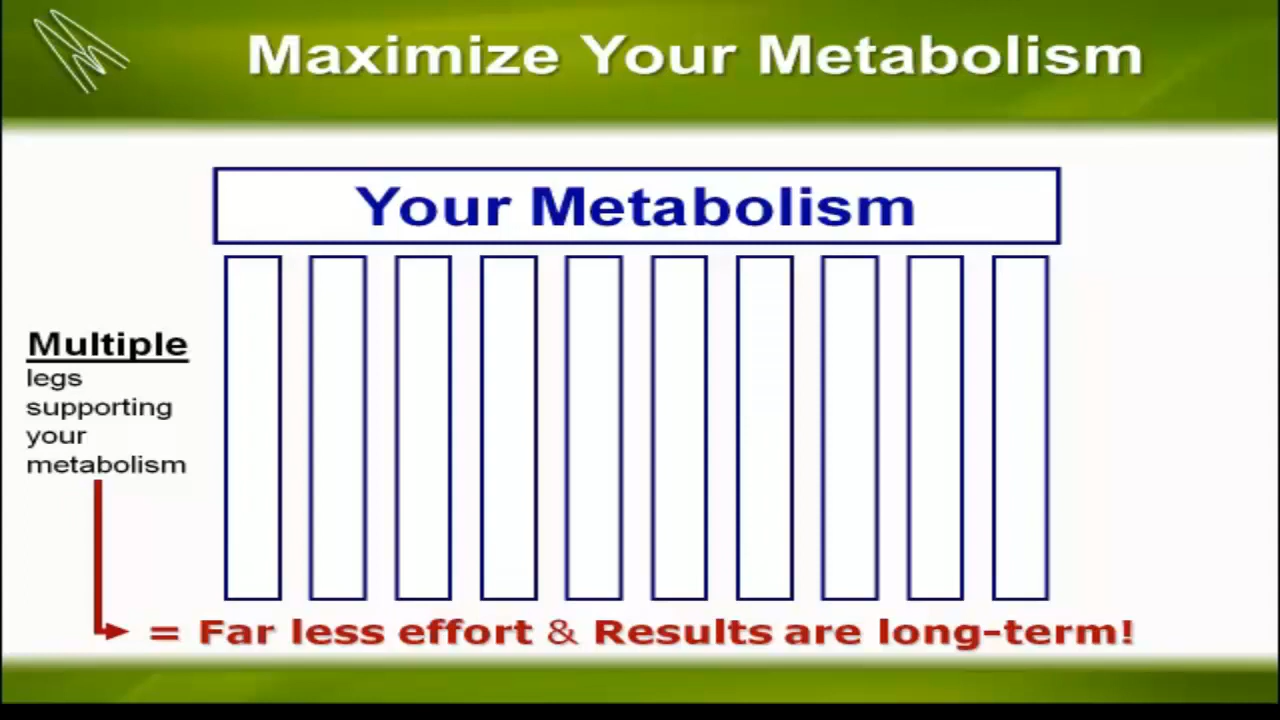 Maximize Your Metabolism
Your Metabolism
Multiple
legs
supporting
your
metabolism
= Far less effort & Results are long-term!